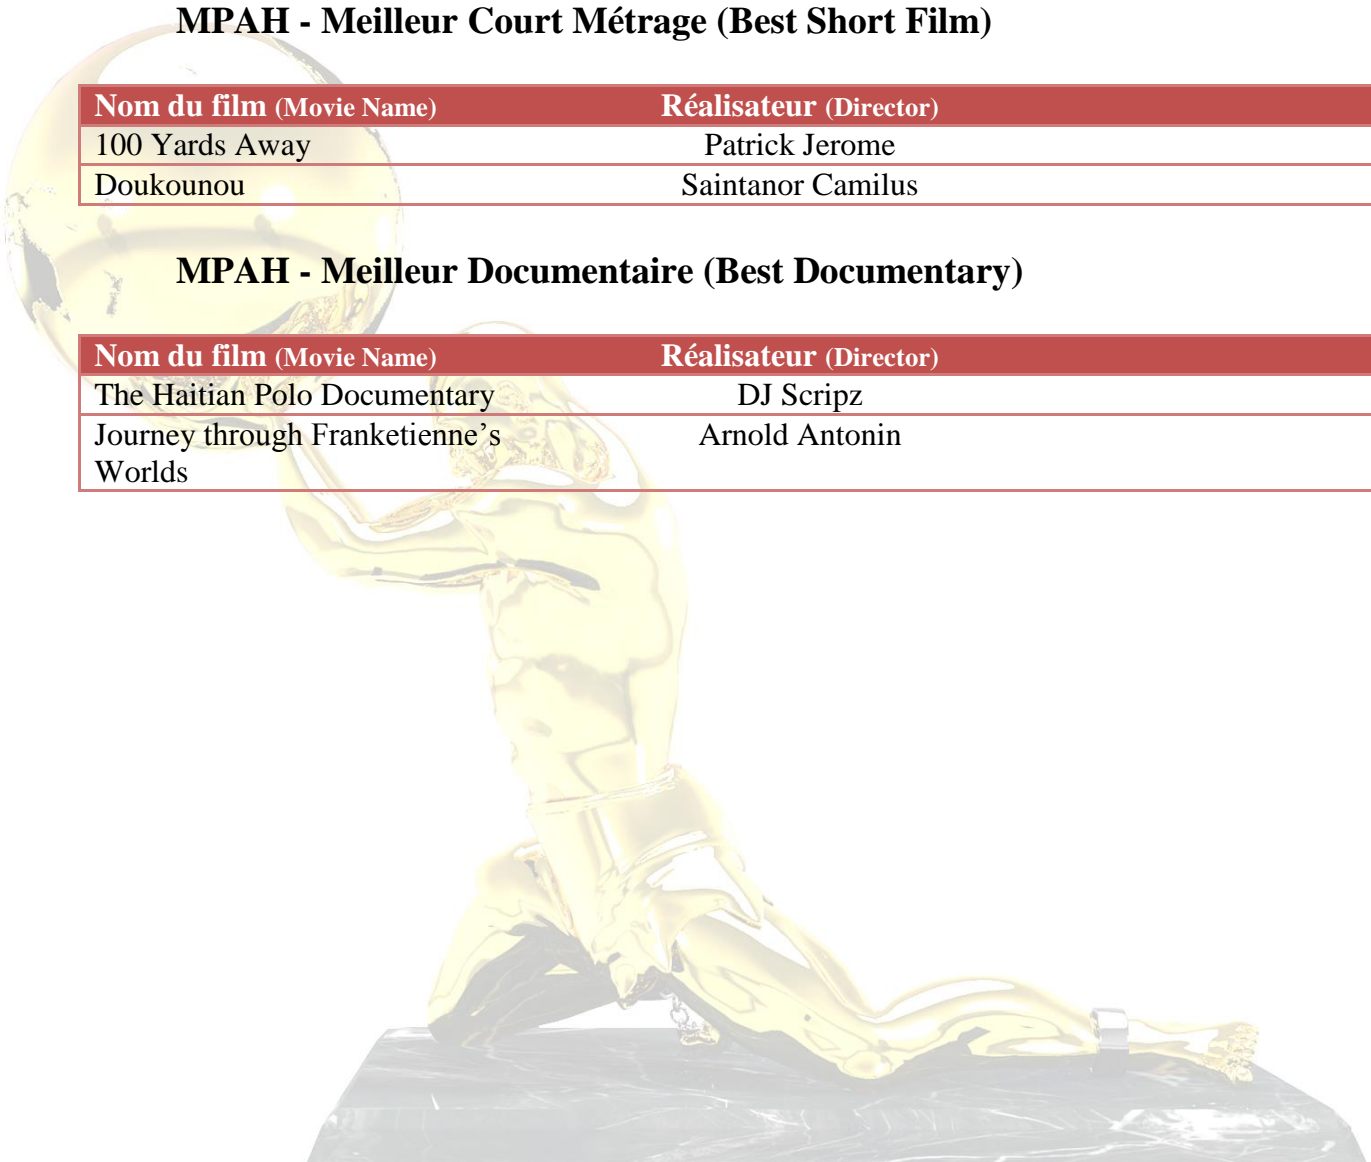 MPAH - Meilleur Court Métrage (Best Short Film)
Nom du film (Movie Name) Réalisateur (Director)
100 Yards Away Patrick Jerome
Doukounou Saintanor Camilus
MPAH - Meilleur Documentaire (Best Documentary)
Nom du film (Movie Name) Réalisateur (Director)
The Haitian Polo Documentary DJ Scripz
Journey through Franketienne’s Arnold Antonin
Worlds